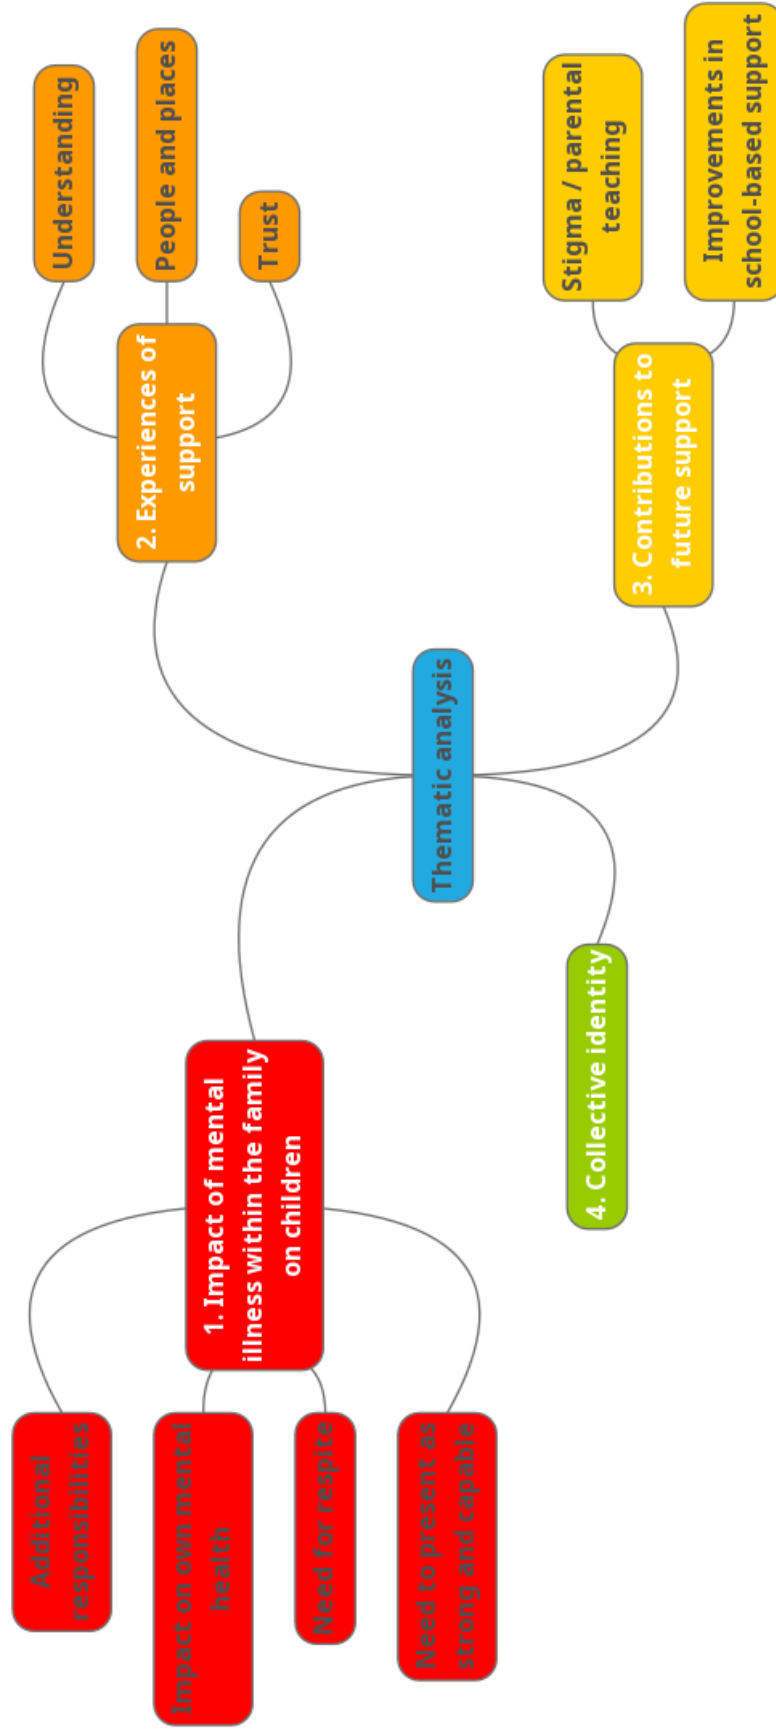 Additional
responsibilities
Impact on own mental
health
Need for respite
Need to present as
strong and capable
1. Impact of mental
illness within the family
on children
Thematic analysis
2. Experiences of
support
Understanding
People and places
Trust
3. Contributions to
future support
Stigma / parental
teaching
Improvements in
school-based support
4. Collective identity